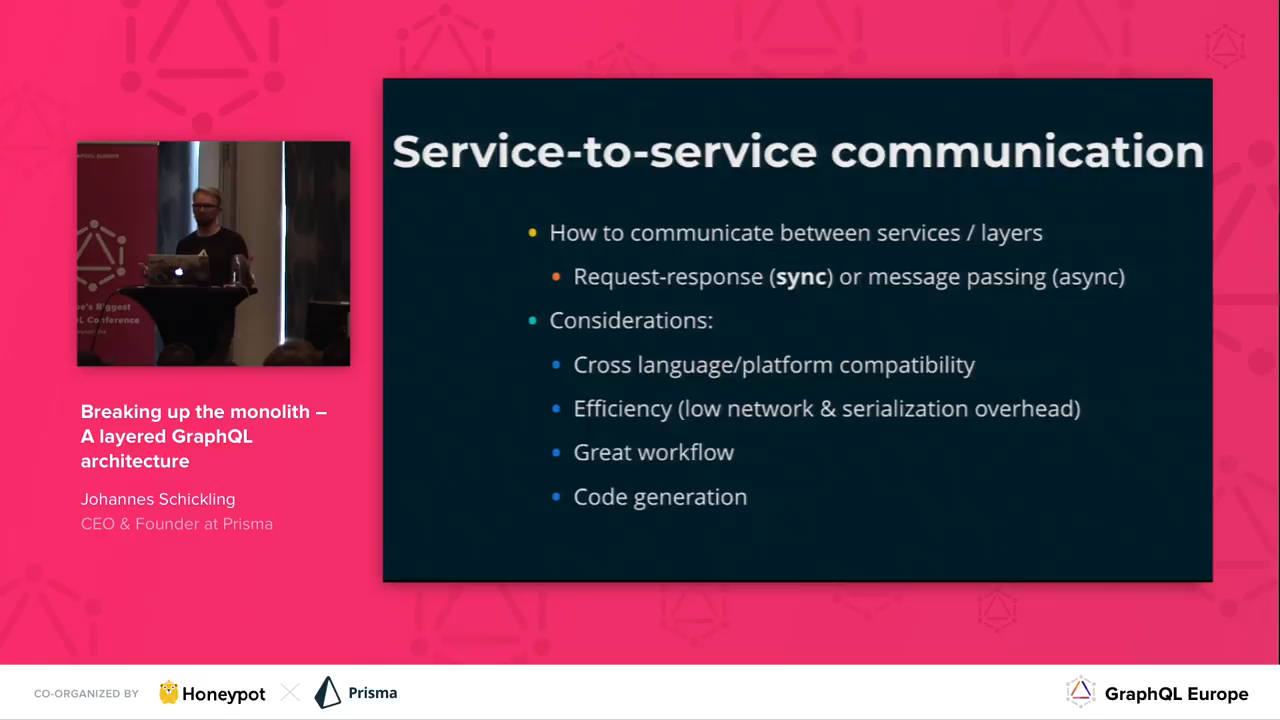 Service-to-service communication
How to communicate between services / layers
Request-response (sync) or message passing (async)
Considerations:
Cross language/platform compatibility
Efficiency (low network & serialization overhead)
Great workflow
Code generation
Breaking up the monolith –
A layered GraphQL
architecture
Johannes Schickling
CEO & Founder at Prisma
CO-ORGANIZED BY
Honeypot
Prisma
GraphQL Europe